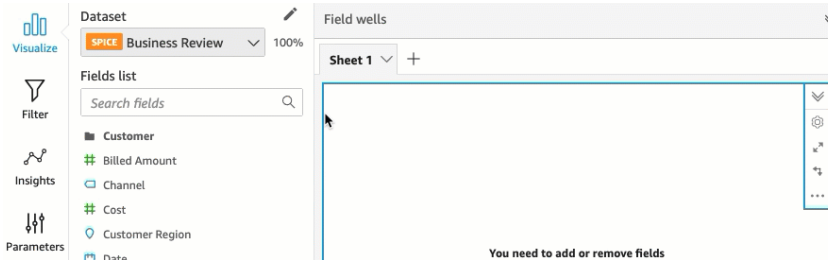 Visualize
Filter
Insights
Parameters
Dataset
SPICE Business Review 100%
Fields list
Search fields
Customer
Billed Amount
Channel
Cost
Customer Region
Date
Field wells
Sheet 1
You need to add or remove fields